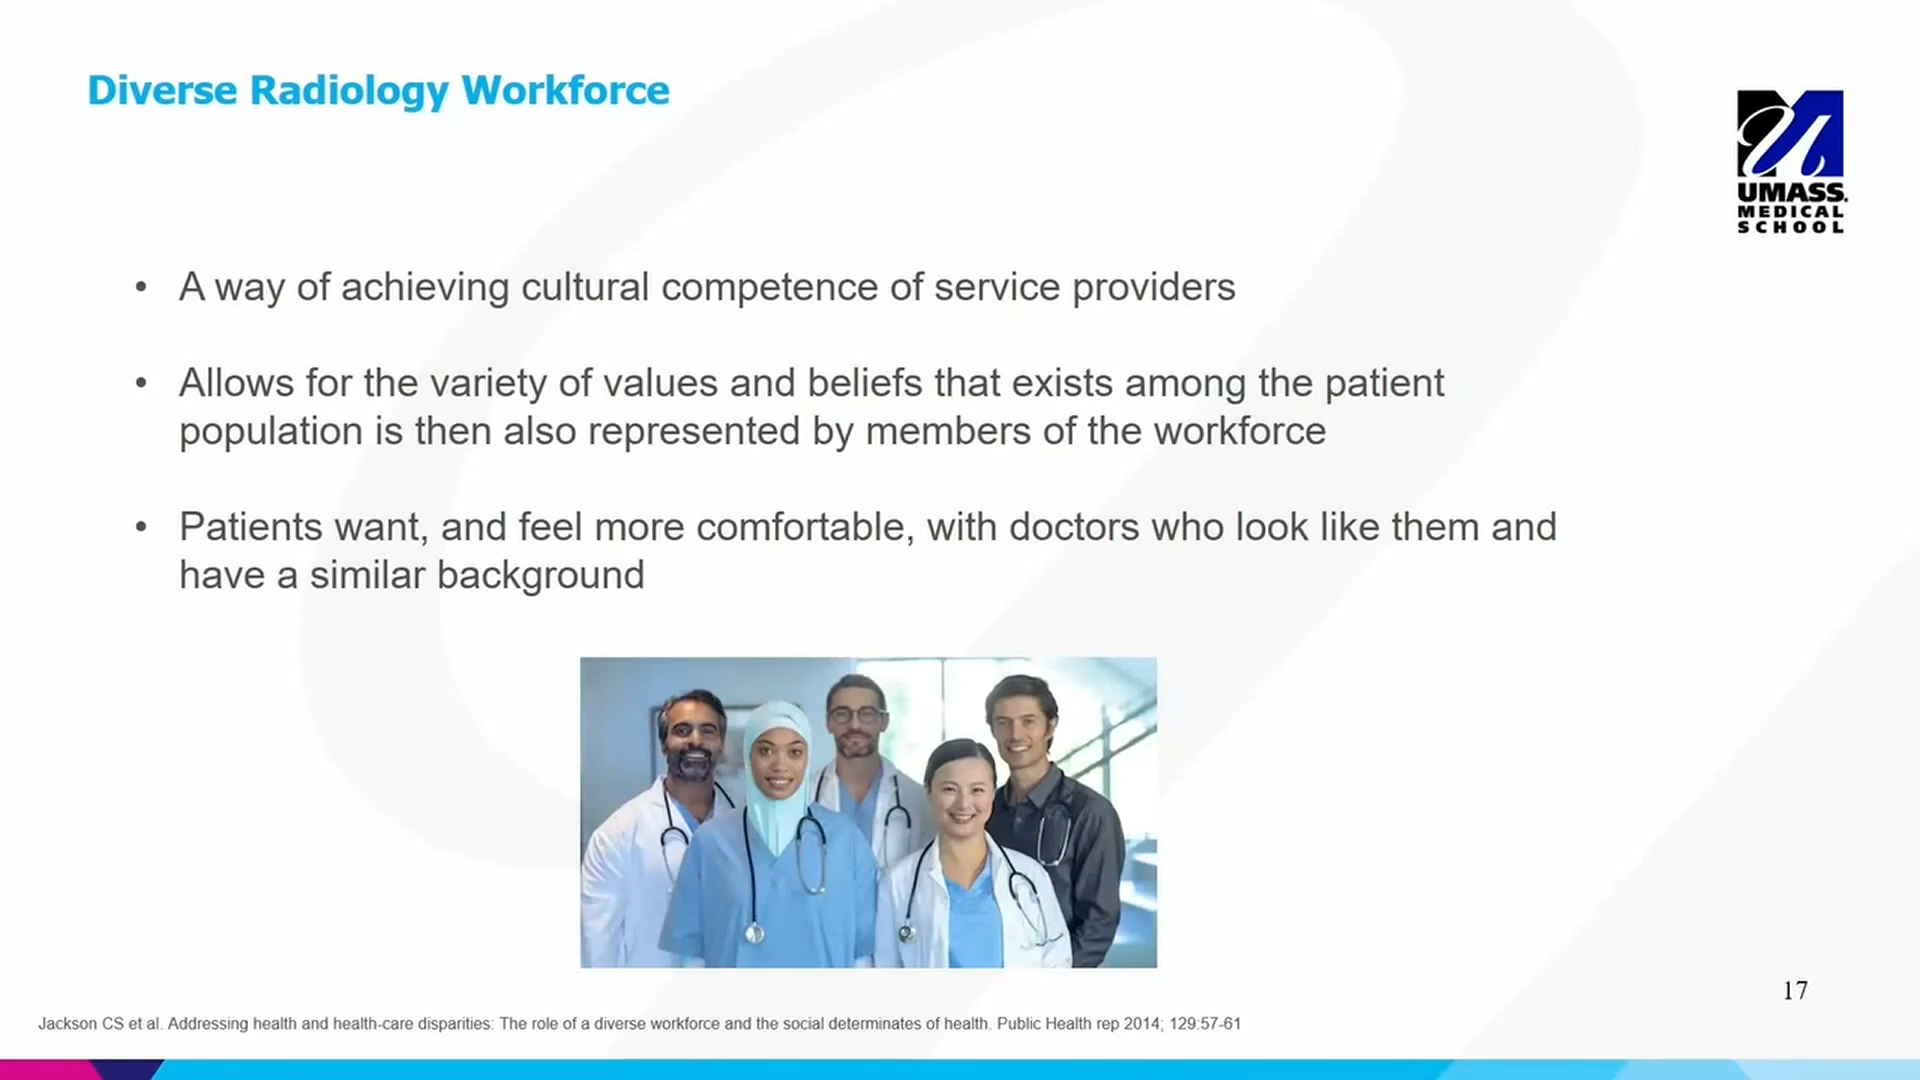 Diverse Radiology Workforce
UMASS.
MEDICAL
SCHOOL
• A way of achieving cultural competence of service providers
• Allows for the variety of values and beliefs that exists among the patient
population is then also represented by members of the workforce
• Patients want, and feel more comfortable, with doctors who look like them and
have a similar background
17
Jackson CS et al. Addressing health and health-care disparities: The role of a diverse workforce and the social determinates of health. Public Health rep 2014; 129:57-61